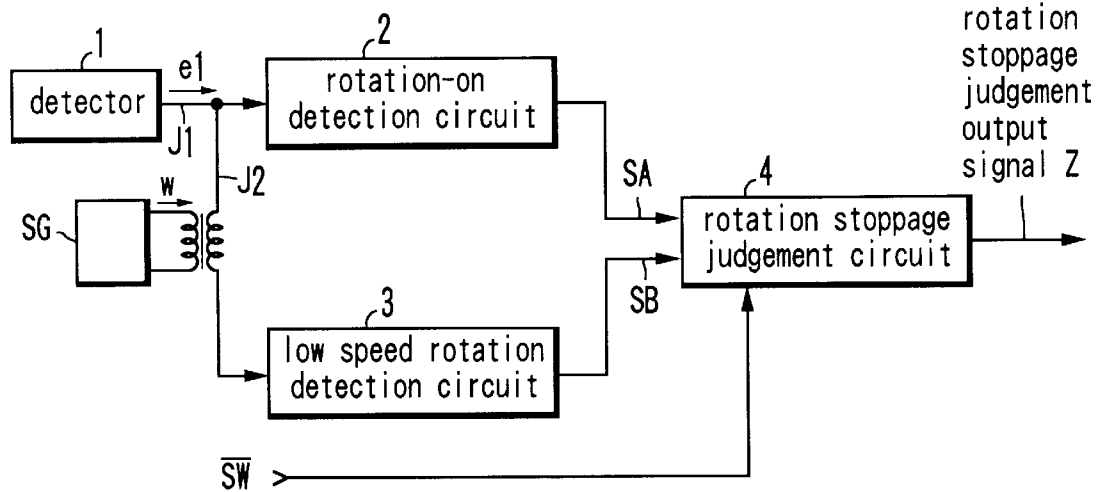 1
detector
e1
J1
2
rotation-on
detection circuit
J2
w
SG
SA
SB
4
rotation stoppage
judgement circuit
rotation
stoppage
judgement
output
signal Z
3
low speed rotation
detection circuit
S̅W̅